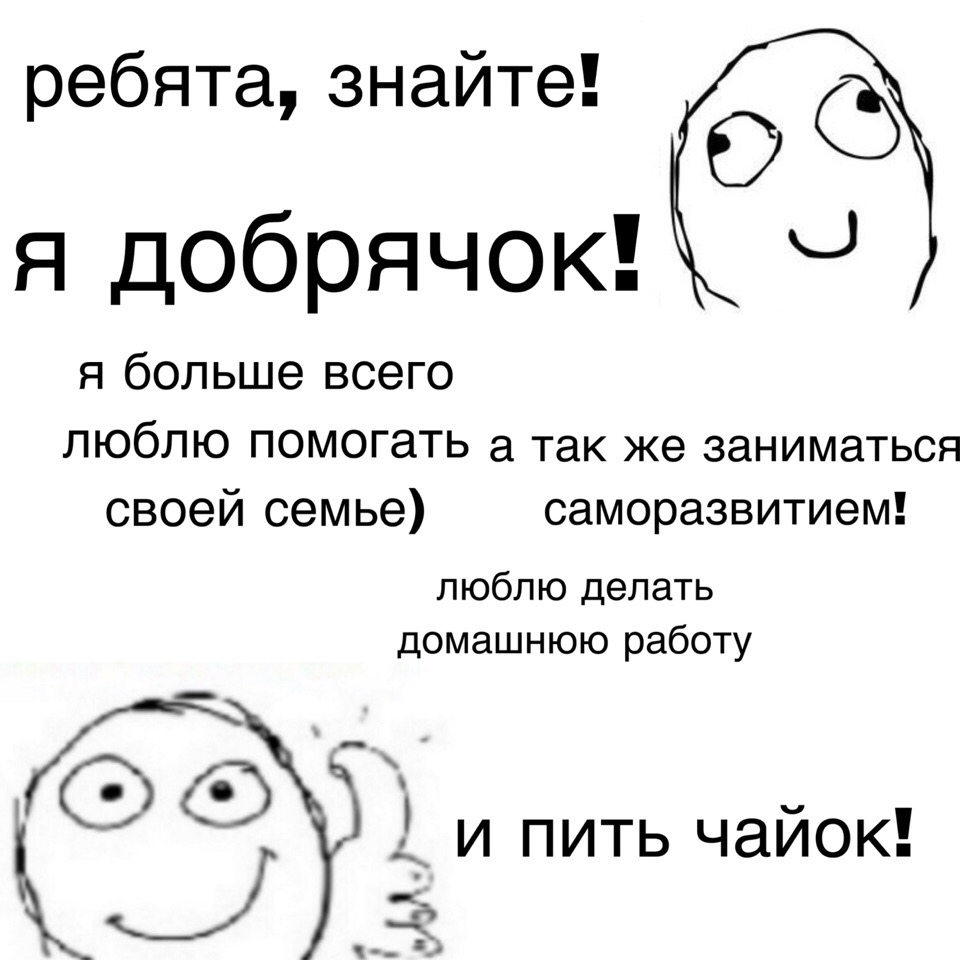 ребята, знайте!
я добрячок!
я больше всего
люблю помогать
своей семье)
а так же заниматься
саморазвитием!
люблю делать
домашнюю работу
и пить чайок!